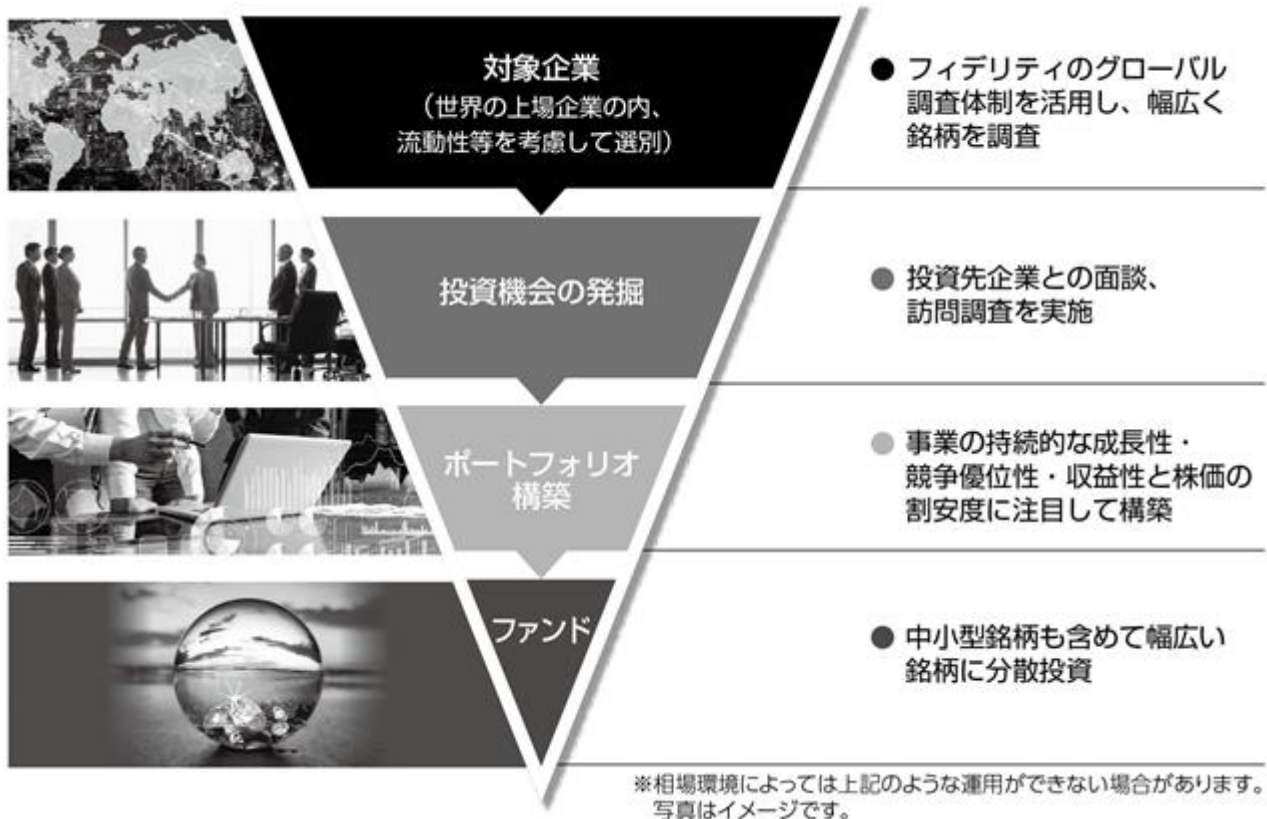 対象企業
（世界の上場企業の内、
流動性等を考慮して選別）
● フィデリティのグローバル
調査体制を活用し、幅広く
銘柄を調査
投資機会の発掘
● 投資先企業との面談、
訪問調査を実施
ポートフォリオ
構築
● 事業の持続的な成長性・
競争優位性・収益性と株価の
割安度に注目して構築
ファンド
● 中小型銘柄も含めて幅広い
銘柄に分散投資
※相場環境によっては上記のような運用ができない場合があります。
写真はイメージです。